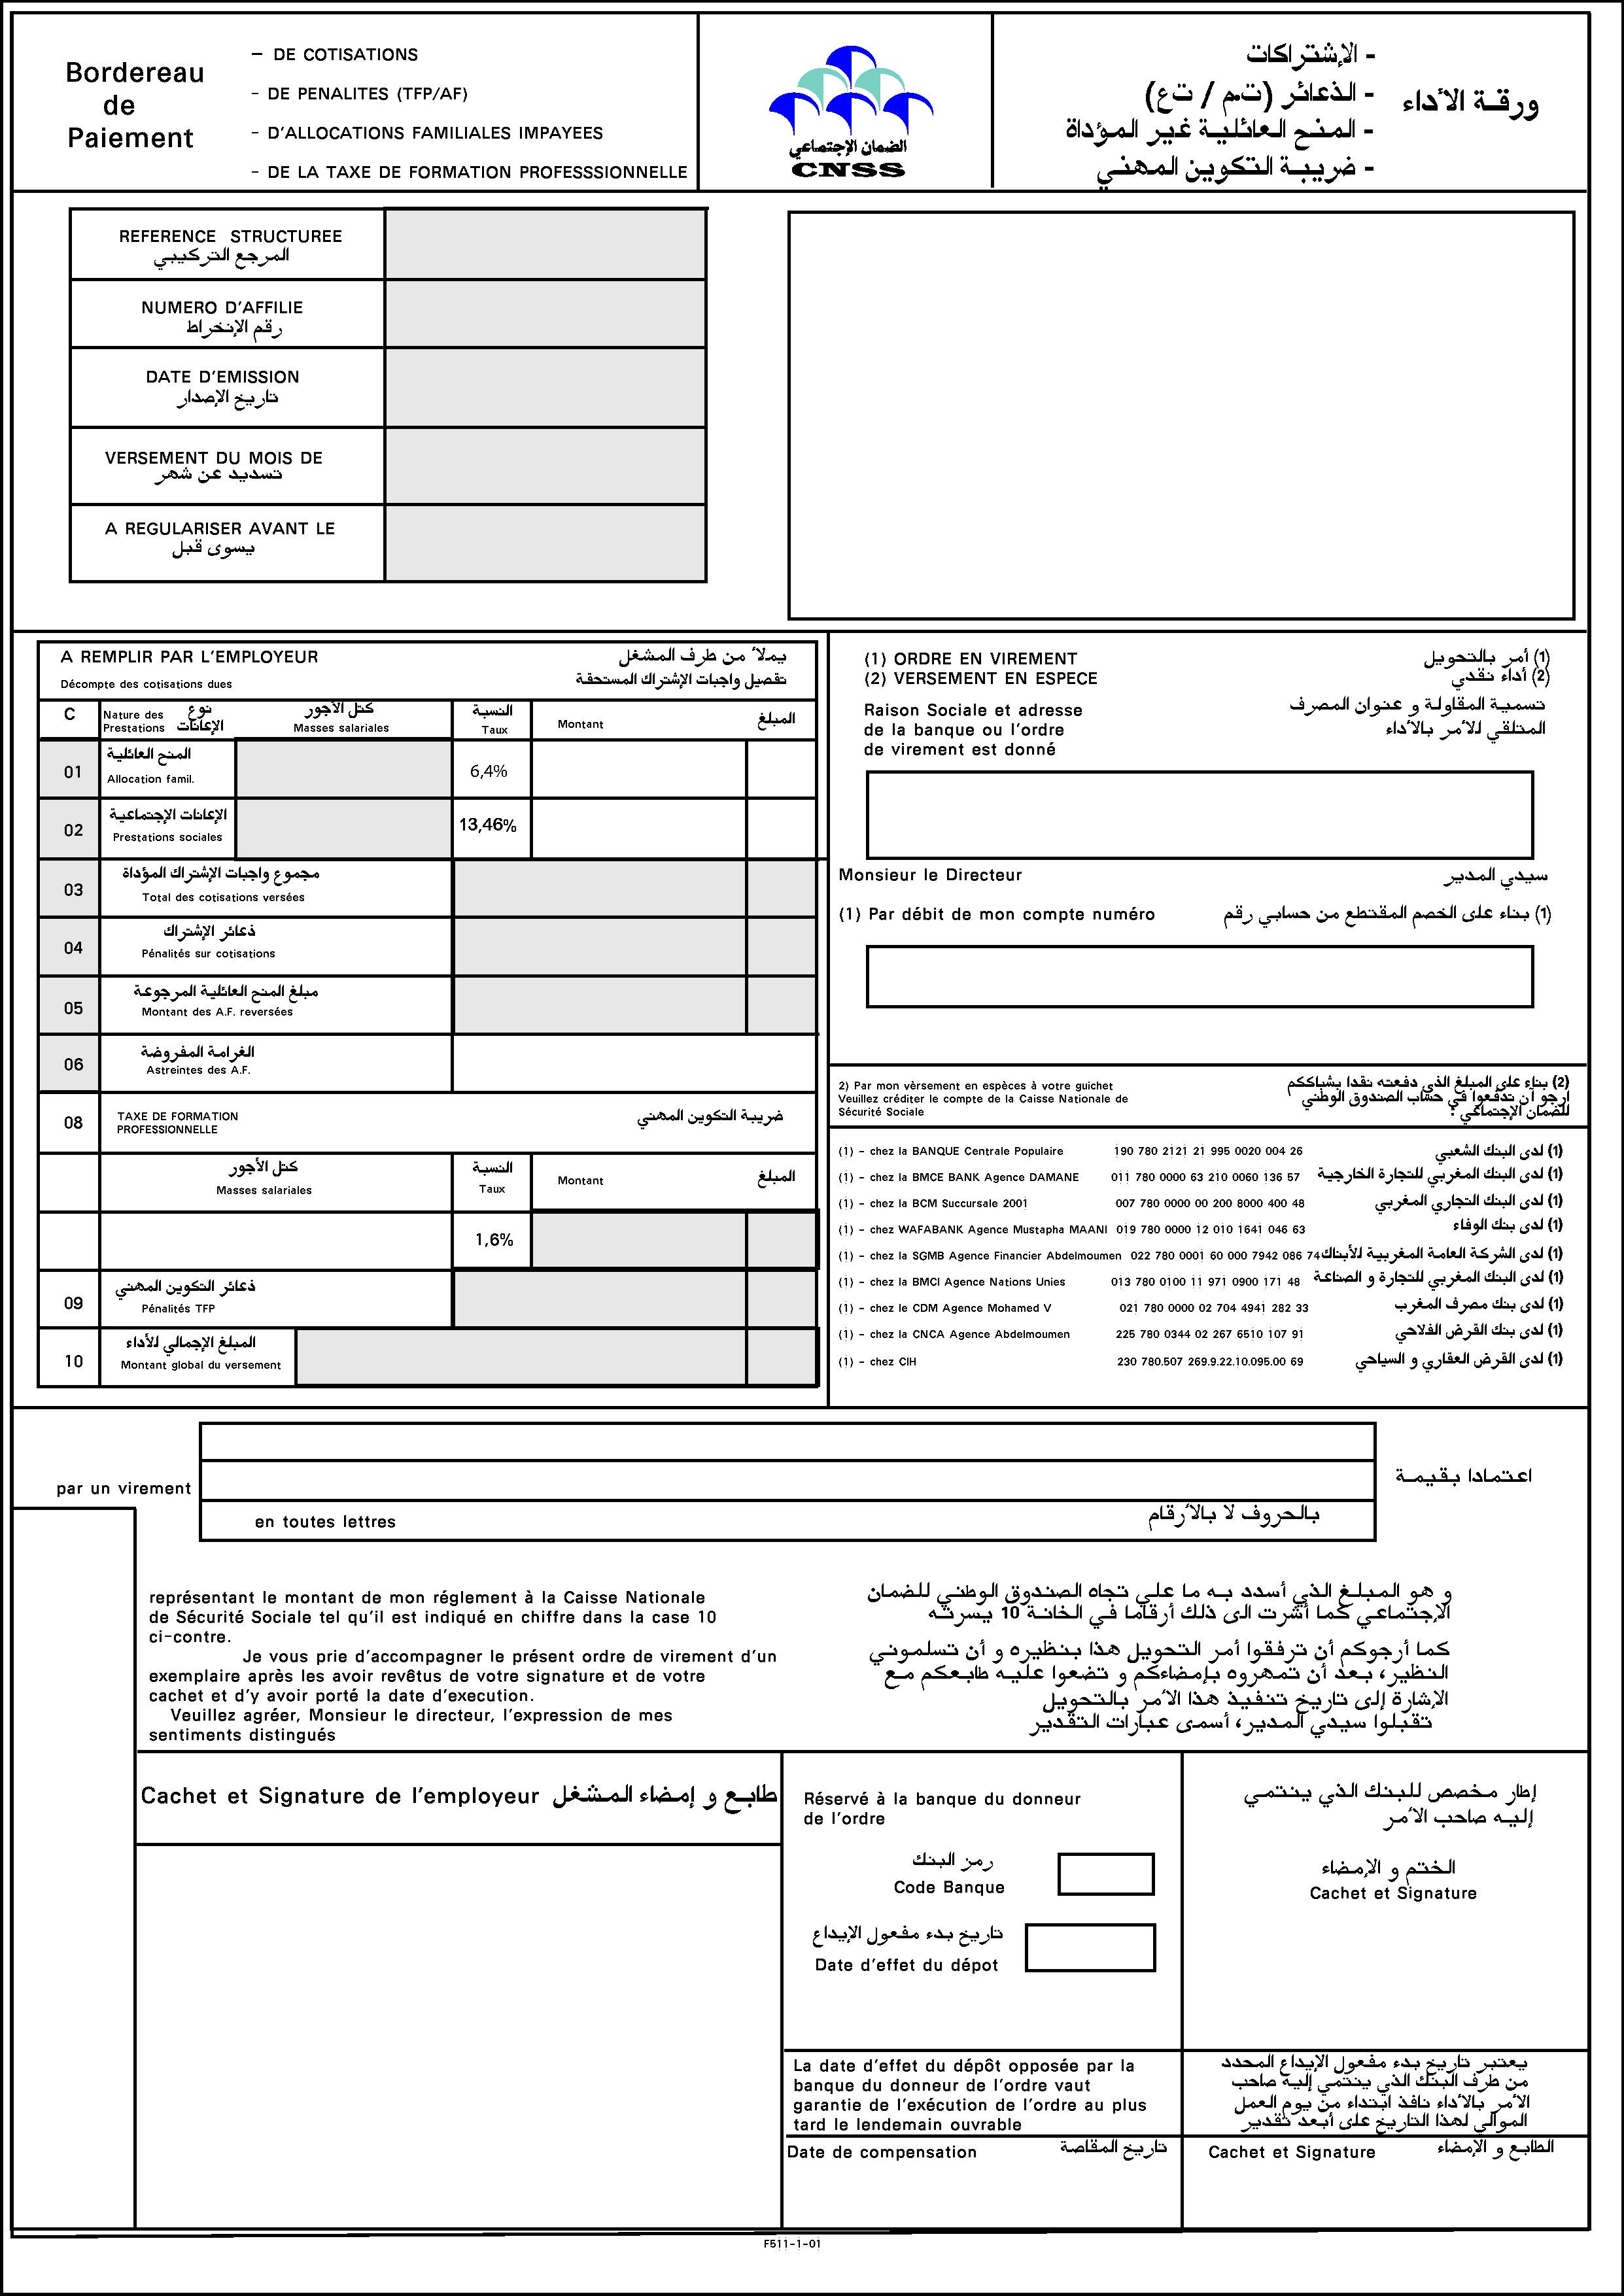 Bordereau
de
Paiement
— DE COTISATIONS
- DE PENALITES (TFP/AF)
- D'ALLOCATIONS FAMILIALES IMPAYEES
- DE LA TAXE DE FORMATION PROFESSSIONNELLE
الضمان الإجتماعي
CNSS
ورقة الأداء
- الإشتراكات
- الذعائر (ت.م / ت.ع)
- المنح العائلية غير المؤداة
- ضريبة التكوين المهني
REFERENCE STRUCTUREE
المرجع التركيبي
NUMERO D'AFFILIE
رقم الإنخراط
DATE D'EMISSION
تاريخ الإصدار
VERSEMENT DU MOIS DE
تسديد عن شهر
A REGULARISER AVANT LE
يسوى قبل
A REMPLIR PAR L'EMPLOYEUR يملأ من طرف المشغل
Décompte des cotisations dues تفصيل واجبات الإشتراك المستحقة
C
Nature des نوع
Prestations الإعانات
كتل الأجور
Masses salariales
النسبة
Taux
Montant المبلغ
01
المنح العائلية
Allocation famil.
6,4%
02
الإعانات الإجتماعية
Prestations sociales
13,46%
03
مجموع واجبات الإشتراك المؤداة
Total des cotisations versées
04
ذعائر الإشتراك
Pénalités sur cotisations
05
مبلغ المنح العائلية المرجوعة
Montant des A.F. reversées
06
الغرامة المفروضة
Astreintes des A.F.
08
TAXE DE FORMATION
PROFESSIONNELLE
ضريبة التكوين المهني
كتل الأجور
Masses salariales
النسبة
Taux
Montant المبلغ
1,6%
09
ذعائر التكوين المهني
Pénalités TFP
10
المبلغ الإجمالي للأداء
Montant global du versement
(1) ORDRE EN VIREMENT (1) أمر بالتحويل
(2) VERSEMENT EN ESPECE (2) أداء نقدي
Raison Sociale et adresse
de la banque ou l'ordre
de virement est donné
تسمية المقاولة و عنوان المصرف
المتلقي للأمر بالأداء
Monsieur le Directeur سيدي المدير
(1) Par débit de mon compte numéro (1) بناء على الخصم المقتطع من حسابي رقم
2) Par mon vèrsement en espèces à votre guichet
Veuillez créditer le compte de la Caisse Nationale de
Sécurité Sociale
(2) بناء على المبلغ الذي دفعته نقدا بشباككم
ارجو أن تدفعوا في حساب الصندوق الوطني
للضمان الإجتماعي :
(1) - chez la BANQUE Centrale Populaire 190 780 2121 21 995 0020 004 26 (1) لدى البنك الشعبي
(1) - chez la BMCE BANK Agence DAMANE 011 780 0000 63 210 0060 136 57 (1) لدى البنك المغربي للتجارة الخارجية
(1) - chez la BCM Succursale 2001 007 780 0000 00 200 8000 400 48 (1) لدى البنك التجاري المغربي
(1) - chez WAFABANK Agence Mustapha MAANI 019 780 0000 12 010 1641 046 63 (1) لدى بنك الوفاء
(1) - chez la SGMB Agence Financier Abdelmoumen 022 780 0001 60 000 7942 086 74 (1) لدى الشركة العامة المغربية للأبناك
(1) - chez la BMCI Agence Nations Unies 013 780 0100 11 971 0900 171 48 (1) لدى البنك المغربي للتجارة و الصناعة
(1) - chez le CDM Agence Mohamed V 021 780 0000 02 704 4941 282 33 (1) لدى بنك مصرف المغرب
(1) - chez la CNCA Agence Abdelmoumen 225 780 0344 02 267 6510 107 91 (1) لدى بنك القرض الفلاحي
(1) - chez CIH 230 780.507 269.9.22.10.095.00 69 (1) لدى القرض العقاري و السياحي
par un virement اعتمادا بقيمة
en toutes lettres بالحروف لا بالأرقام
représentant le montant de mon réglement à la Caisse Nationale
de Sécurité Sociale tel qu'il est indiqué en chiffre dans la case 10
ci-contre.
Je vous prie d'accompagner le présent ordre de virement d'un
exemplaire après les avoir revêtus de votre signature et de votre
cachet et d'y avoir porté la date d'execution.
Veuillez agréer, Monsieur le directeur, l'expression de mes
sentiments distingués
و هو المبلغ الذي أسدد به ما علي تجاه الصندوق الوطني للضمان
الإجتماعي كما أشرت الى ذلك أرقاما في الخانة 10 يسرته
كما أرجوكم أن ترفقوا أمر التحويل هذا بنظيره و أن تسلموني
النظير، بعد أن تمهروه بإمضاءكم و تضعوا عليه طابعكم مع
الإشارة إلى تاريخ تنفيذ هذا الأمر بالتحويل
تقبلوا سيدي المدير، أسمى عبارات التقدير
Cachet et Signature de l'employeur طابع و إمضاء المشغل
Réservé à la banque du donneur
de l'ordre
رمز البنك
Code Banque
تاريخ بدء مفعول الإيداع
Date d'effet du dépot
إطار مخصص للبنك الذي ينتمي
إليه صاحب الأمر
الختم و الإمضاء
Cachet et Signature
La date d'effet du dépôt opposée par la
banque du donneur de l'ordre vaut
garantie de l'exécution de l'ordre au plus
tard le lendemain ouvrable
يعتبر تاريخ بدء مفعول الإيداع المحدد
من طرف البنك الذي ينتمي إليه صاحب
الأمر بالأداء نافذ ابتداء من يوم العمل
الموالي لهذا التاريخ على أبعد تقدير
Date de compensation تاريخ المقاصة
Cachet et Signature الطابع و الإمضاء
F511-1-01